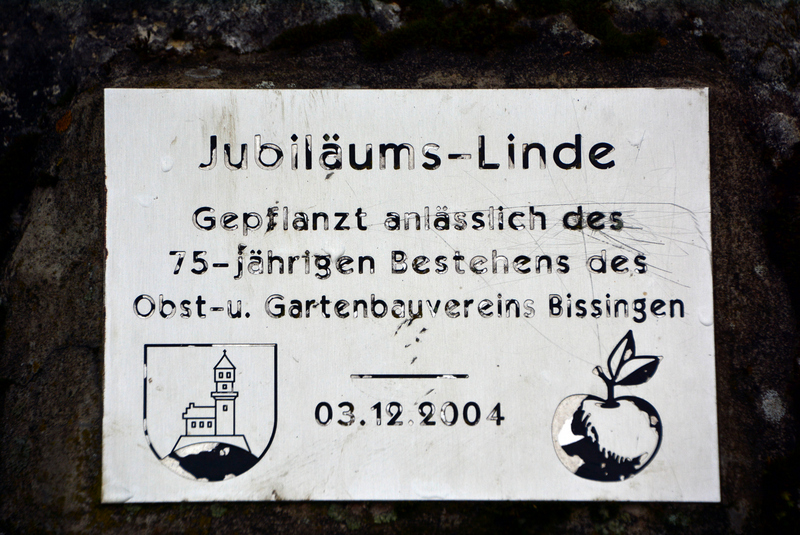 Jubiläums-Linde
Gepflanzt anlässlich des
75-jährigen Bestehens des
Obst-u. Gartenbauvereins Bissingen
03.12.2004